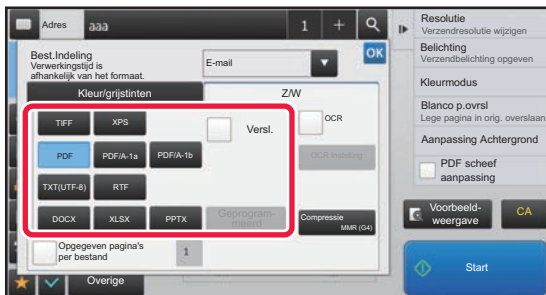 Adres
aaa
1
Best.Indeling
Verwerkingstijd is
afhankelijk van het formaat.
E-mail
OK
Kleur/grijstinten
Z/W
TIFF
XPS
Versl.
OCR
PDF
PDF/A-1a
PDF/A-1b
OCR Instelling
TXT(UTF-8)
RTF
DOCX
XLSX
PPTX
Geprogram-
meerd
Compressie
MMR (G4)
Opgegeven pagina's
per bestand
1
Overige
Resolutie
Verzendresolutie wijzigen
Belichting
Verzendbelichting opgeven
Kleurmodus
Blanco p.ovrsl
Lege pagina in orig. overslaan
Aanpassing Achtergrond
PDF scheef
aanpassing
Voorbeeld-
weergave
CA
Start